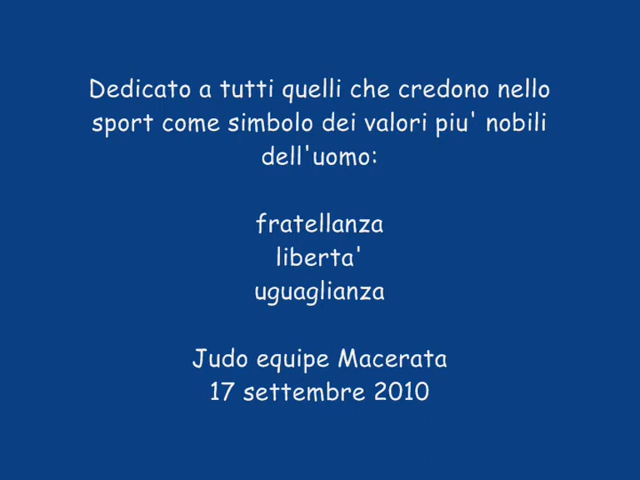 Dedicato a tutti quelli che credono nello
sport come simbolo dei valori piu' nobili
dell'uomo:
fratellanza
liberta'
uguaglianza
Judo equipe Macerata
17 settembre 2010